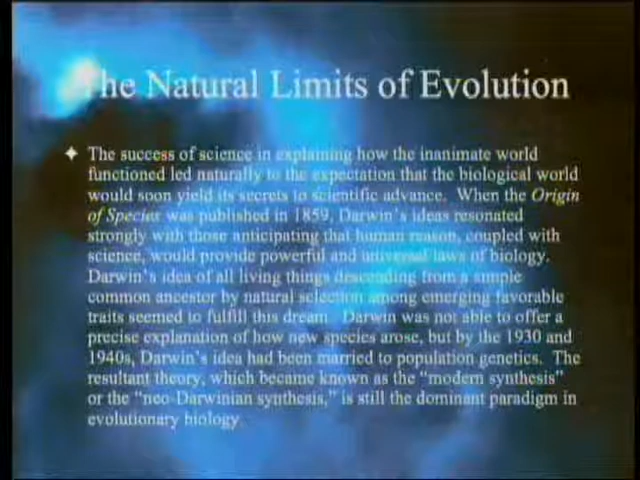 The Natural Limits of Evolution
The success of science in explaining how the inanimate world
functioned led naturally to the expectation that the biological world
would soon yield its secrets to scientific advance. When the Origin
of Species was published in 1859, Darwin's ideas resonated
strongly with those anticipating that human reason, coupled with
science, would provide powerful and universal laws of biology.
Darwin's idea of all living things descending from a simple
common ancestor by natural selection among emerging favorable
traits seemed to fulfill this dream. Darwin was not able to offer a
precise explanation of how new species arose, but by the 1930 and
1940s, Darwin's idea had been married to population genetics. The
resultant theory, which became known as the "modern synthesis"
or the "neo-Darwinian synthesis," is still the dominant paradigm in
evolutionary biology.